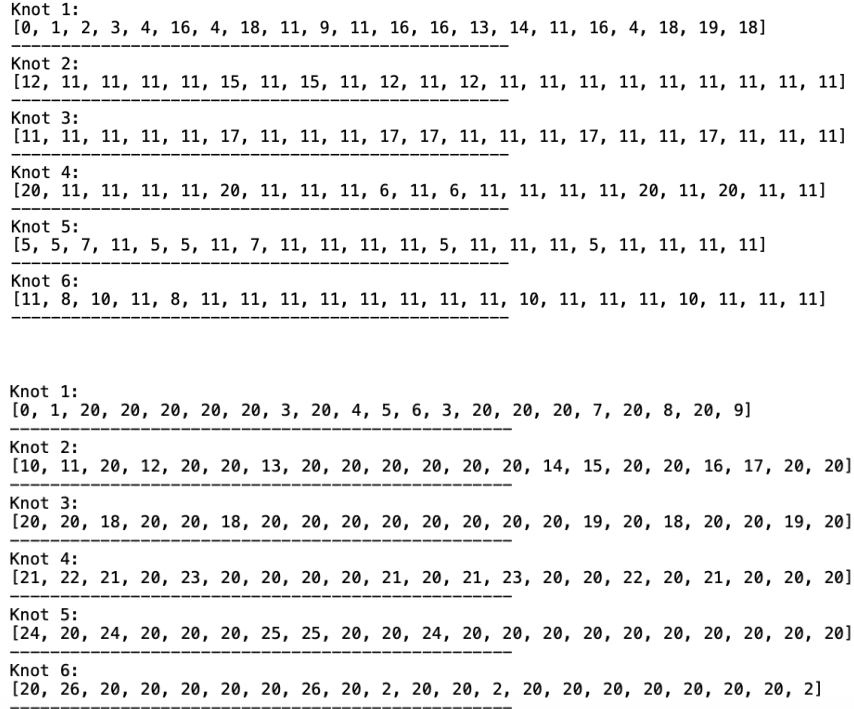 Knot 1:
[0, 1, 2, 3, 4, 16, 4, 18, 11, 9, 11, 16, 16, 13, 14, 11, 16, 4, 18, 19, 18]
--------------------------------------------------
Knot 2:
[12, 11, 11, 11, 11, 15, 11, 15, 11, 12, 11, 12, 11, 11, 11, 11, 11, 11, 11, 11, 11]
--------------------------------------------------
Knot 3:
[11, 11, 11, 11, 11, 17, 11, 11, 11, 17, 17, 11, 11, 11, 17, 11, 11, 17, 11, 11, 11]
--------------------------------------------------
Knot 4:
[20, 11, 11, 11, 11, 20, 11, 11, 11, 6, 11, 6, 11, 11, 11, 11, 20, 11, 20, 11, 11]
--------------------------------------------------
Knot 5:
[5, 5, 7, 11, 5, 5, 11, 7, 11, 11, 11, 11, 5, 11, 11, 11, 5, 11, 11, 11, 11]
--------------------------------------------------
Knot 6:
[11, 8, 10, 11, 8, 11, 11, 11, 11, 11, 11, 11, 11, 10, 11, 11, 11, 10, 11, 11, 11]
--------------------------------------------------
Knot 1:
[0, 1, 20, 20, 20, 20, 20, 3, 20, 4, 5, 6, 3, 20, 20, 20, 7, 20, 8, 20, 9]
--------------------------------------------------
Knot 2:
[10, 11, 20, 12, 20, 20, 13, 20, 20, 20, 20, 20, 20, 14, 15, 20, 20, 16, 17, 20, 20]
--------------------------------------------------
Knot 3:
[20, 20, 18, 20, 20, 18, 20, 20, 20, 20, 20, 20, 20, 20, 19, 20, 18, 20, 20, 19, 20]
--------------------------------------------------
Knot 4:
[21, 22, 21, 20, 23, 20, 20, 20, 20, 21, 20, 21, 23, 20, 20, 22, 20, 21, 20, 20, 20]
--------------------------------------------------
Knot 5:
[24, 20, 24, 20, 20, 20, 25, 25, 20, 20, 24, 20, 20, 20, 20, 20, 20, 20, 20, 20, 20]
--------------------------------------------------
Knot 6:
[20, 26, 20, 20, 20, 20, 20, 26, 20, 2, 20, 20, 2, 20, 20, 20, 20, 20, 20, 20, 2]
--------------------------------------------------